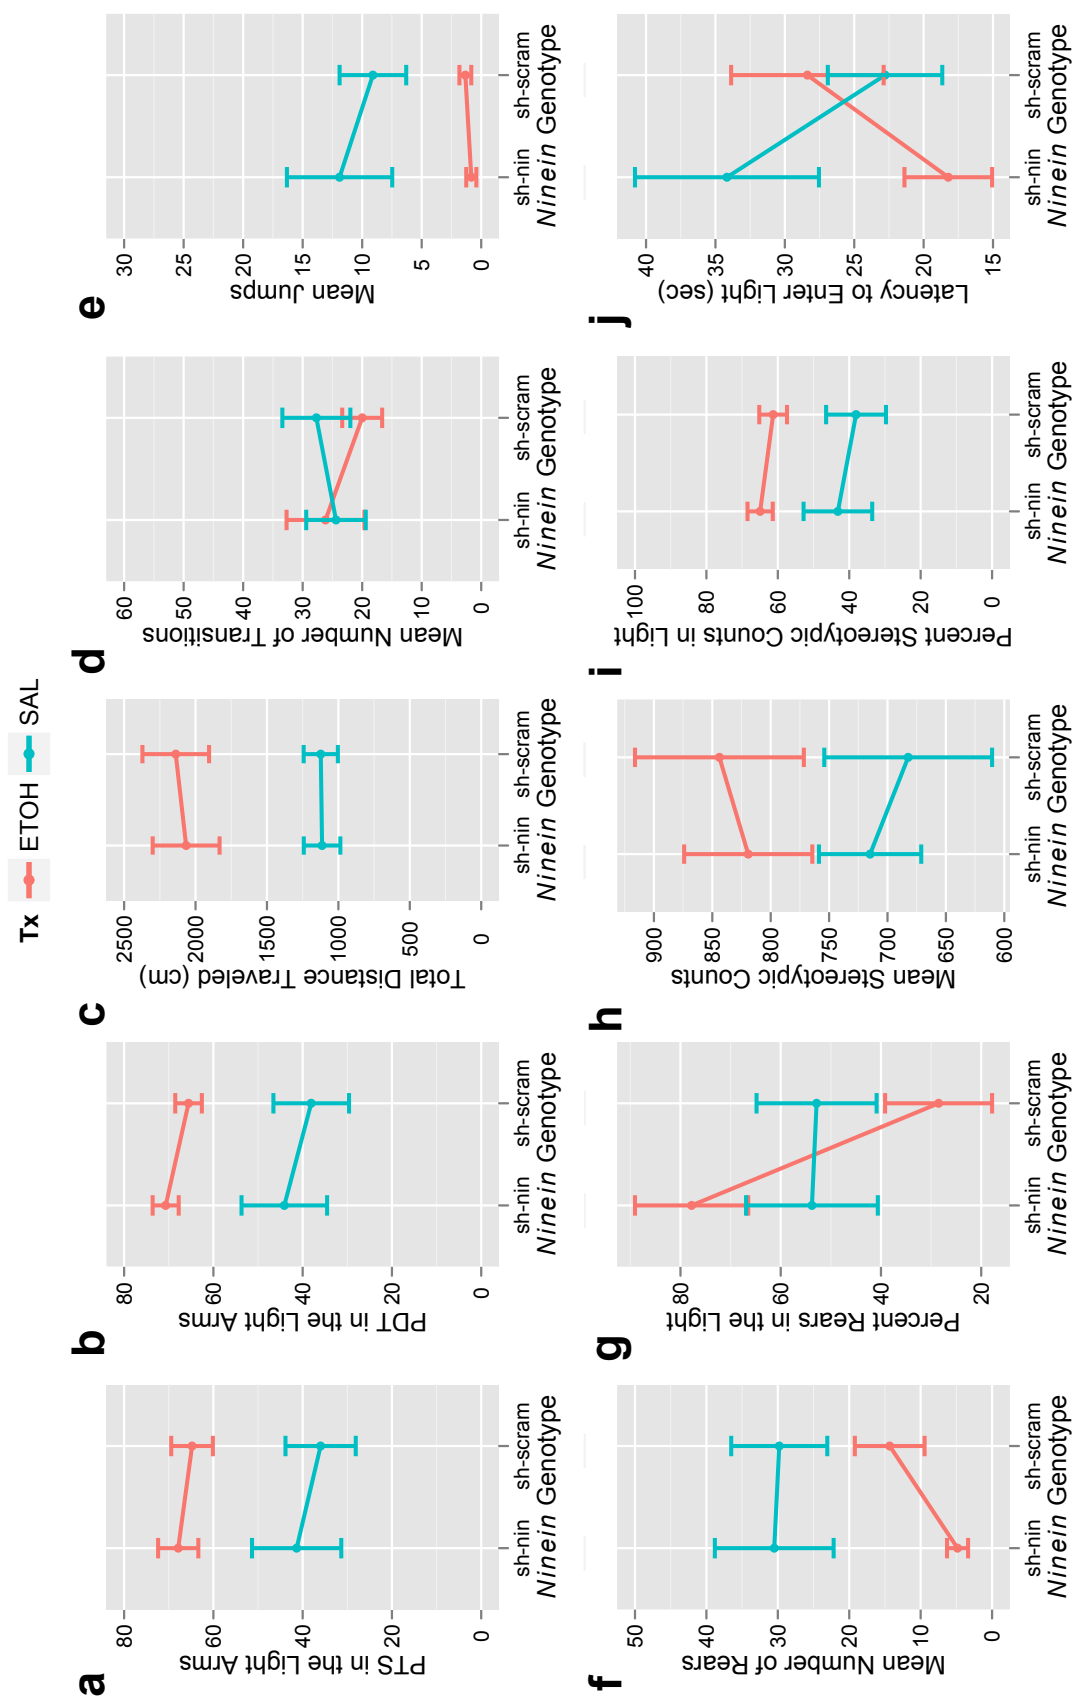 Tx ETOH SAL
a
PTS in the Light Arms
80
60
40
20
0
sh-nin sh-scram
Ninein Genotype
b
PDT in the Light Arms
80
60
40
20
0
sh-nin sh-scram
Ninein Genotype
c
Total Distance Traveled (cm)
2500
2000
1500
1000
500
0
sh-nin sh-scram
Ninein Genotype
d
Mean Number of Transitions
60
50
40
30
20
10
0
sh-nin sh-scram
Ninein Genotype
e
Mean Jumps
30
25
20
15
10
5
0
sh-nin sh-scram
Ninein Genotype
f
Mean Number of Rears
50
40
30
20
10
0
sh-nin sh-scram
Ninein Genotype
g
Percent Rears in the Light
80
60
40
20
sh-nin sh-scram
Ninein Genotype
h
Mean Stereotypic Counts
900
850
800
750
700
650
600
sh-nin sh-scram
Ninein Genotype
i
Percent Stereotypic Counts in Light
100
80
60
40
20
0
sh-nin sh-scram
Ninein Genotype
j
Latency to Enter Light (sec)
40
35
30
25
20
15
sh-nin sh-scram
Ninein Genotype